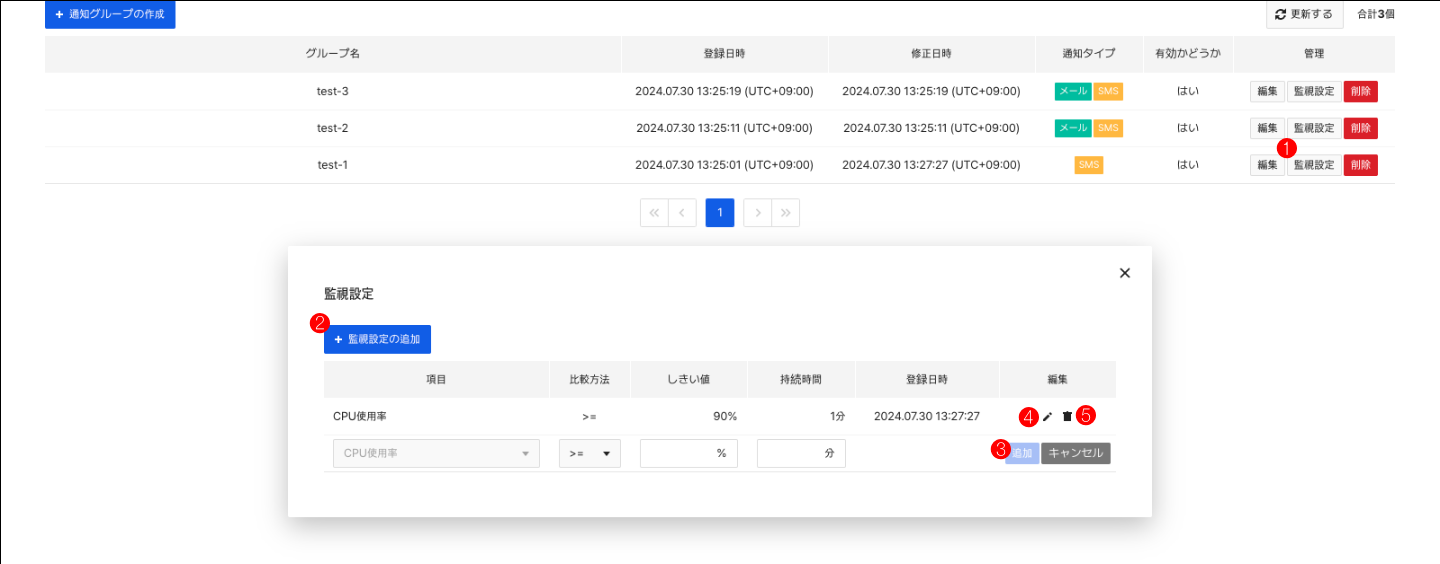 + 通知グループの作成 更新する 合計3個
グループ名 登録日時 修正日時 通知タイプ 有効かどうか 管理
test-3 2024.07.30 13:25:19 (UTC+09:00) 2024.07.30 13:25:19 (UTC+09:00) メール SMS はい 編集 監視設定 削除
test-2 2024.07.30 13:25:11 (UTC+09:00) 2024.07.30 13:25:11 (UTC+09:00) メール SMS はい 編集 監視設定 削除
1
test-1 2024.07.30 13:25:01 (UTC+09:00) 2024.07.30 13:27:27 (UTC+09:00) SMS はい 編集 監視設定 削除
« ‹ 1 › »
監視設定
2
+ 監視設定の追加
項目 比較方法 しきい値 持続時間 登録日時 編集
CPU使用率 >= 90% 1分 2024.07.30 13:27:27 4 5
CPU使用率 >= % 分 3 追加 キャンセル